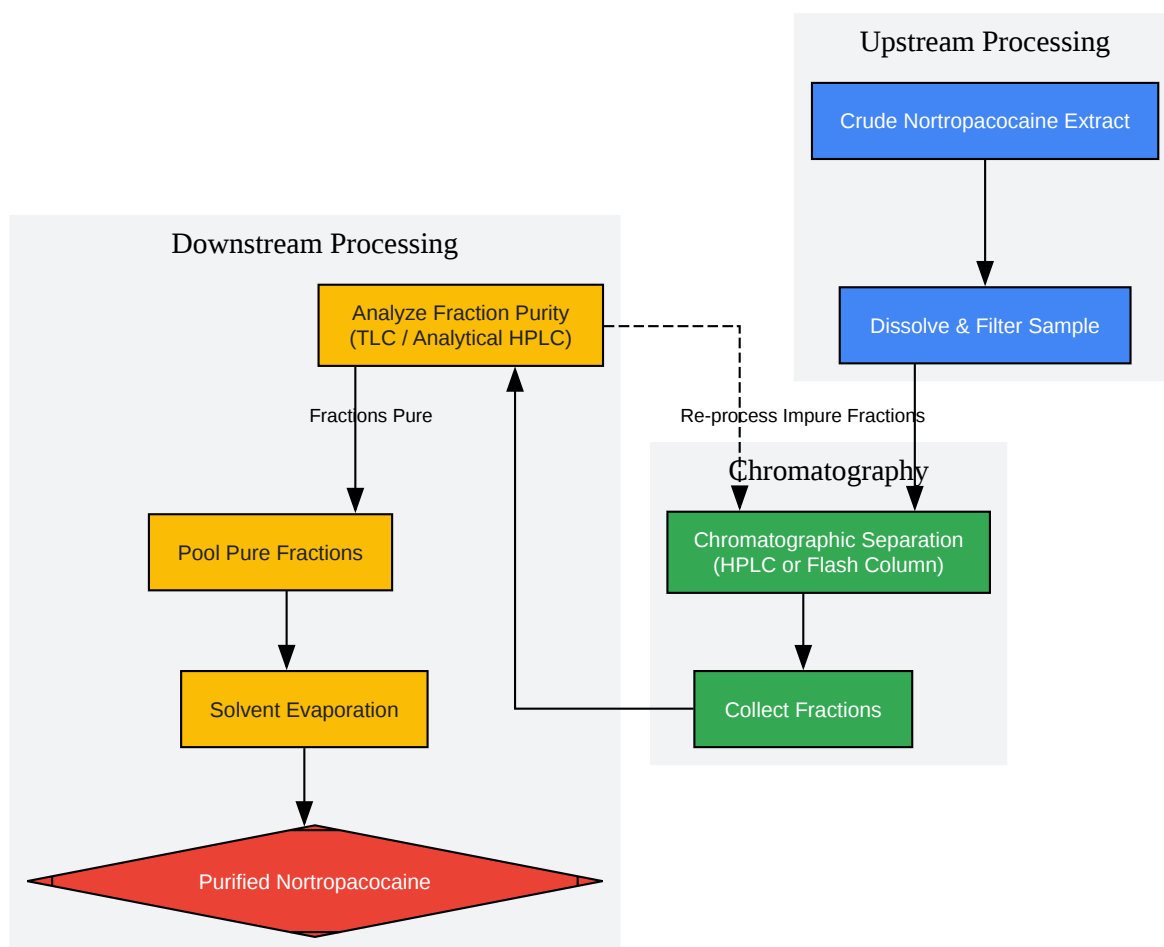 Upstream Processing
Crude Nortropacocaine Extract
Dissolve & Filter Sample
Downstream Processing
Analyze Fraction Purity
(TLC / Analytical HPLC)
Fractions Pure
Re-process Impure Fractions
Chromatography
Chromatographic Separation
(HPLC or Flash Column)
Pool Pure Fractions
Collect Fractions
Solvent Evaporation
Purified Nortropacocaine